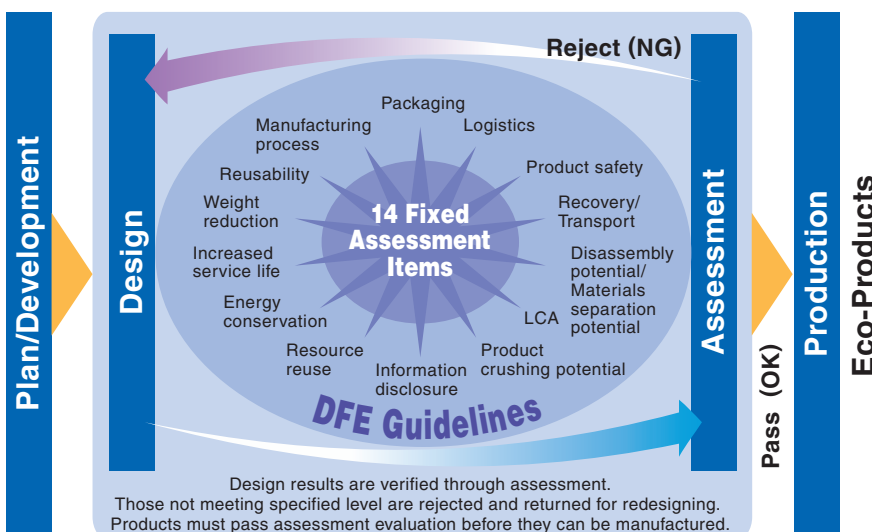 Plan/Development
Design
Reject (NG)
Packaging
Logistics
Product safety
Recovery/
Transport
Disassembly
potential/
Materials
separation
potential
LCA
Product
crushing potential
Information
disclosure
Resource
reuse
Energy
conservation
Increased
service life
Weight
reduction
Reusability
Manufacturing
process
14 Fixed
Assessment
Items
DFE Guidelines
Assessment
Pass (OK)
Production
Eco-Products
Design results are verified through assessment.
Those not meeting specified level are rejected and returned for redesigning.
Products must pass assessment evaluation before they can be manufactured.